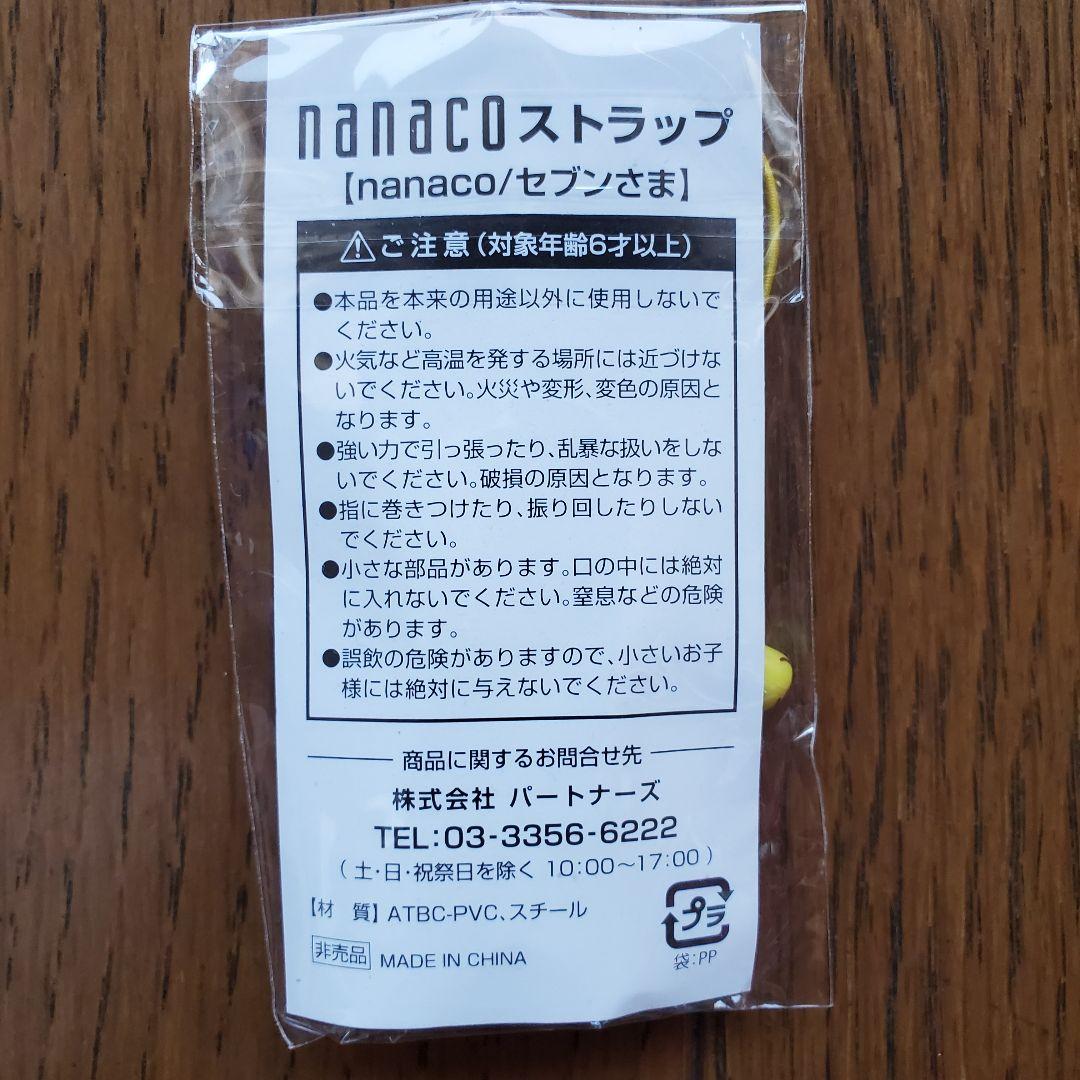 nanacoストラップ
【nanaco/セブンさま】
⚠ご注意(対象年齢6才以上)
●本品を本来の用途以外に使用しないで
ください。
●火気など高温を発する場所には近づけな
いでください。火災や変形、変色の原因と
なります。
●強い力で引っ張ったり、乱暴な扱いをしな
いでください。破損の原因となります。
●指に巻きつけたり、振り回したりしない
でください。
●小さな部品があります。口の中には絶対
に入れないでください。窒息などの危険
があります。
●誤飲の危険がありますので、小さいお子
様には絶対に与えないでください。
商品に関するお問合せ先
株式会社 パートナーズ
TEL:03-3356-6222
(土・日・祝祭日を除く 10:00〜17:00)
【材 質】ATBC-PVC、スチール
プラ
非売品 MADE IN CHINA
袋:PP